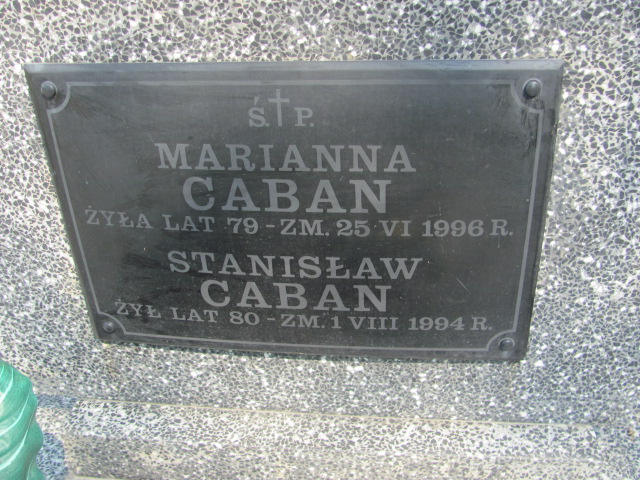 Ś.†P.
MARIANNA
CABAN
ŻYŁA LAT 79 - ZM. 25 VI 1996 R.
STANISŁAW
CABAN
ŻYŁ LAT 80 - ZM. 1 VIII 1994 R.